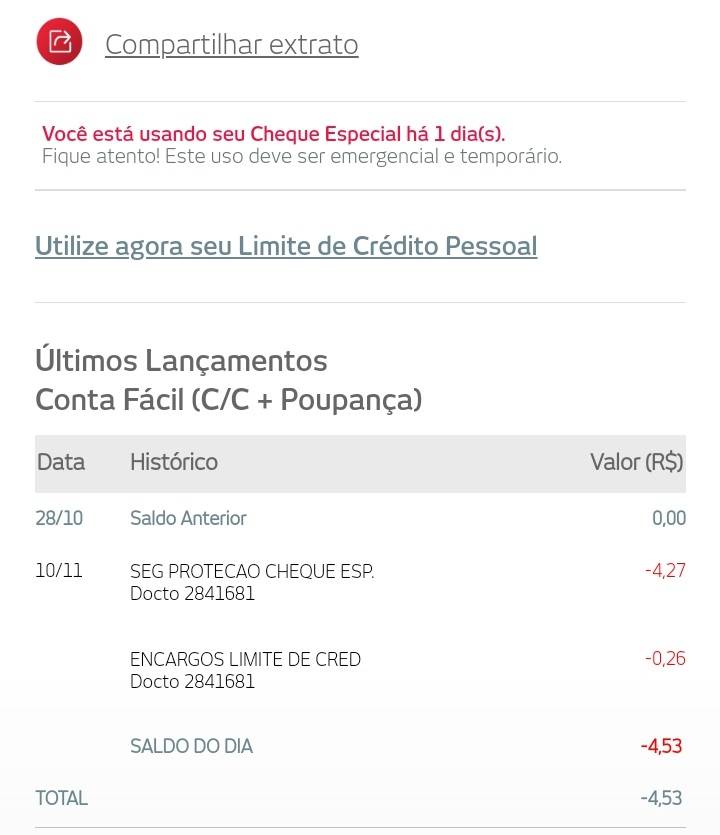 Compartilhar extrato
Você está usando seu Cheque Especial há 1 dia(s).
Fique atento! Este uso deve ser emergencial e temporário.
Utilize agora seu Limite de Crédito Pessoal
Últimos Lançamentos
Conta Fácil (C/C + Poupança)
Data Histórico Valor (R$)
28/10 Saldo Anterior 0,00
10/11 SEG PROTECAO CHEQUE ESP. -4,27
Docto 2841681
ENCARGOS LIMITE DE CRED -0,26
Docto 2841681
SALDO DO DIA -4,53
TOTAL -4,53